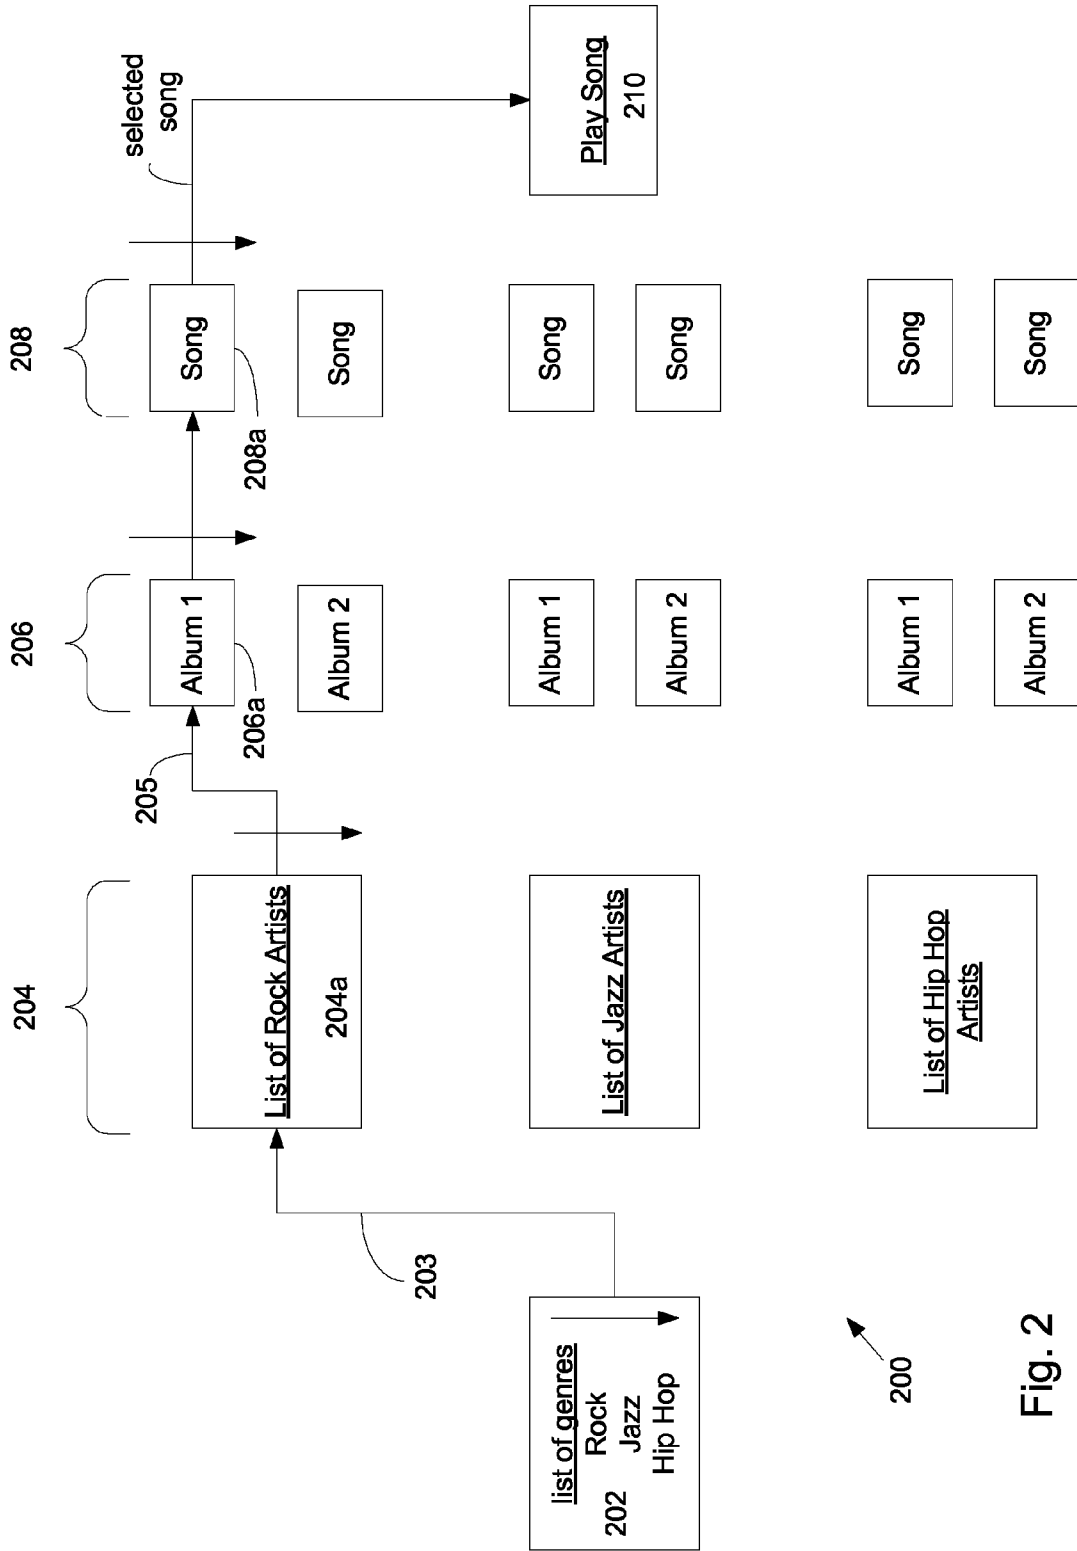 204
206
208
selected
song
203
205
list of genres
Rock
Jazz
Hip Hop
202
List of Rock Artists
204a
Album 1
206a
Song
208a
Album 2
Song
List of Jazz Artists
Album 1
Song
Album 2
Song
Play Song
210
List of Hip Hop
Artists
Album 1
Song
Album 2
Song
200
Fig. 2